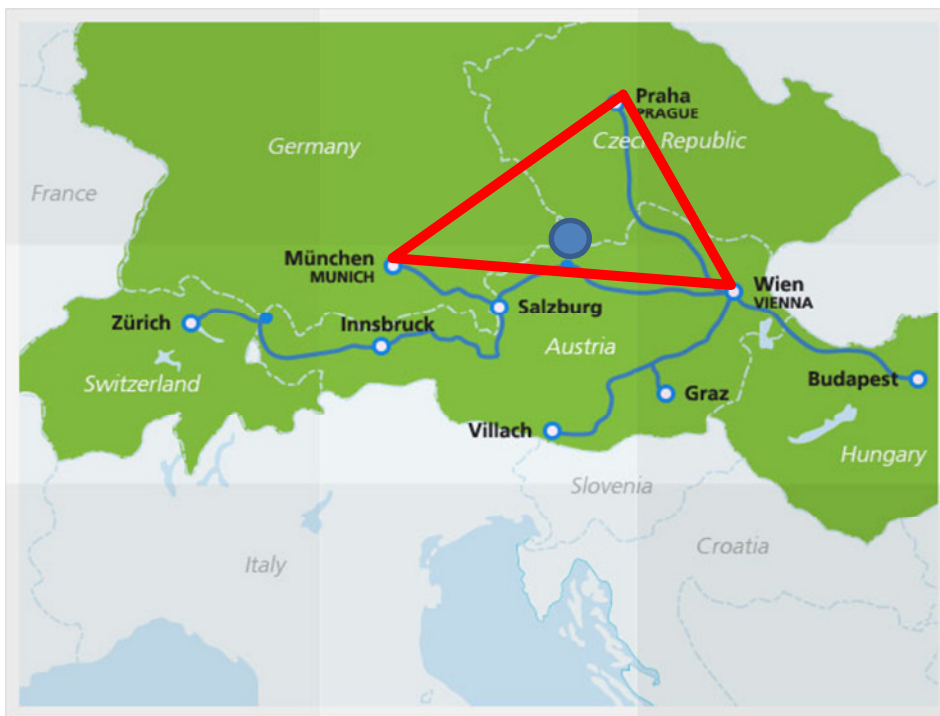 Praha
PRAGUE
Czech Republic
Germany
France
München
MUNICH
Wien
VIENNA
Salzburg
Zürich
Innsbruck
Austria
Switzerland
Graz
Budapest
Villach
Hungary
Slovenia
Croatia
Italy